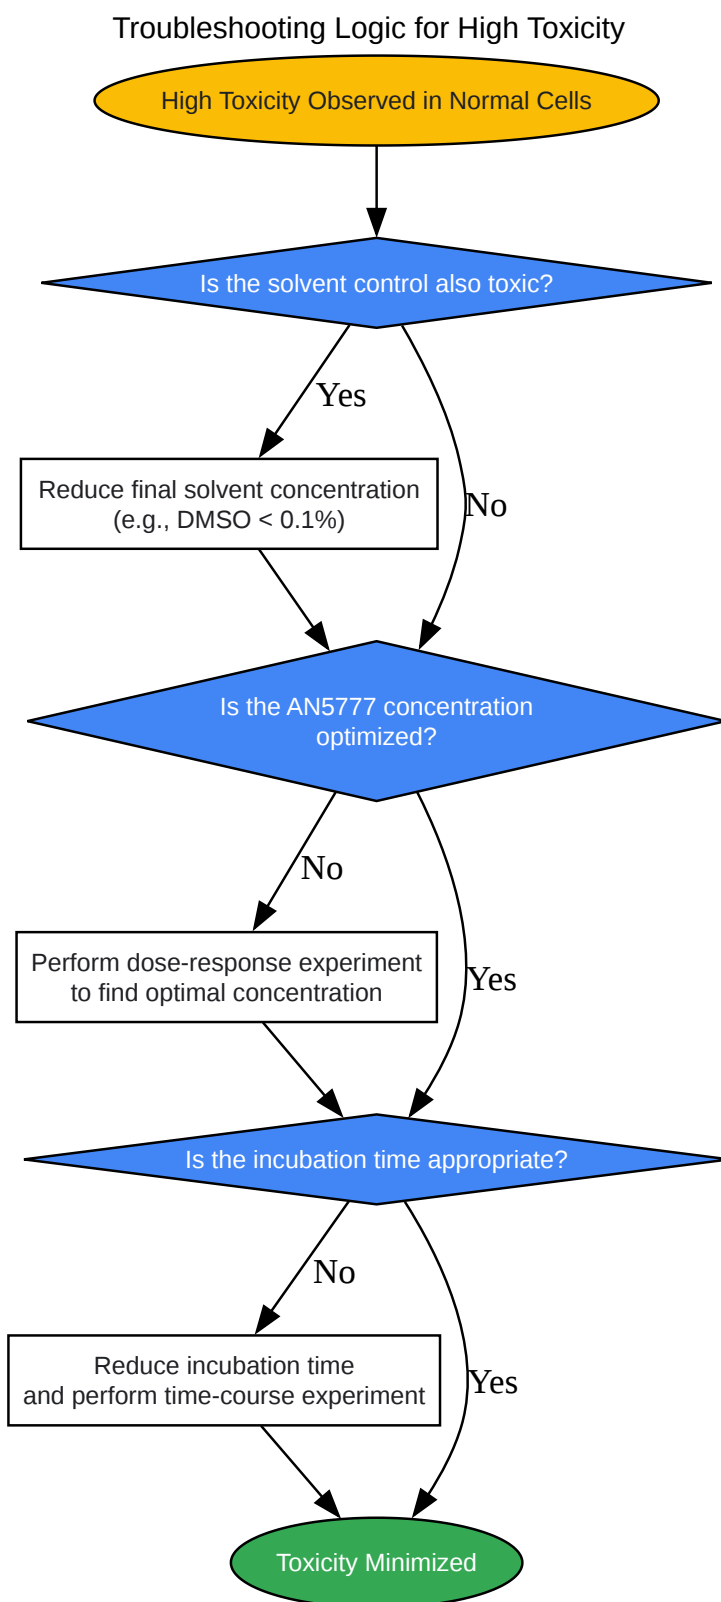 Troubleshooting Logic for High Toxicity
High Toxicity Observed in Normal Cells
Is the solvent control also toxic?
Yes
Reduce final solvent concentration
(e.g., DMSO < 0.1%)
No
Is the AN5777 concentration
optimized?
No
Perform dose-response experiment
to find optimal concentration
Yes
Is the incubation time appropriate?
No
Reduce incubation time
and perform time-course experiment
Yes
Toxicity Minimized